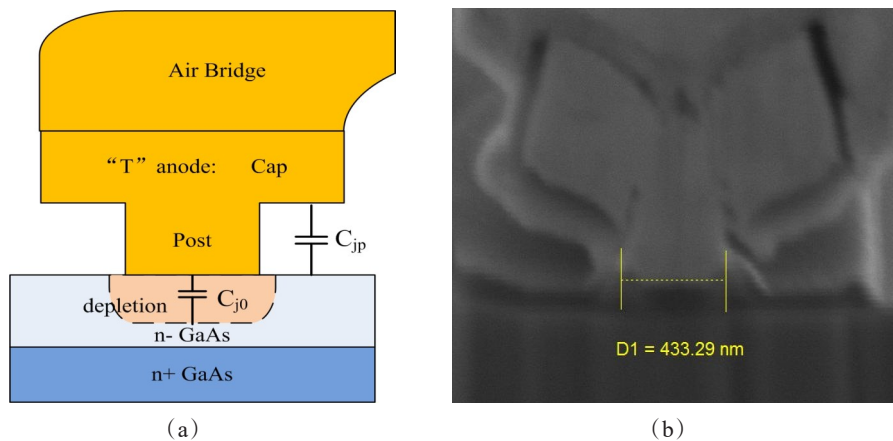 Air Bridge
“T” anode: Cap
Post
C_jp
depletion
C_j0
n- GaAs
n+ GaAs
D1 = 433.29 nm
(a)
(b)